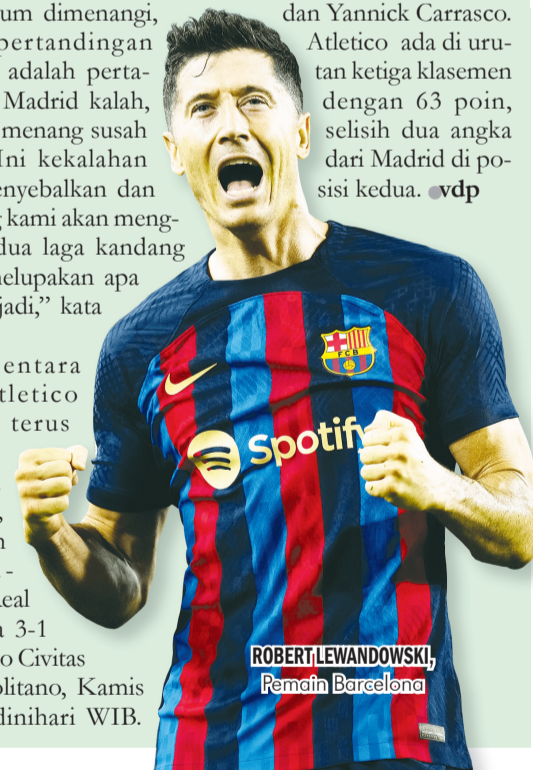 um dimenangi,
pertandingan
adalah perta-
Madrid kalah,
menang susah
Ini kekalahan
enyebalkan dan
kami akan meng-
dua laga kandang
melupakan apa
jadi,” kata
entara
tletico
terus
Real
3-1
Civitas
olitano, Kamis
dinihari WIB.
dan Yannick Carrasco.
Atletico ada di uru-
tan ketiga klasemen
dengan 63 poin,
selisih dua angka
dari Madrid di po-
sisi kedua. ●vdp
FCB
Spotify
ROBERT LEWANDOWSKI,
Pemain Barcelona